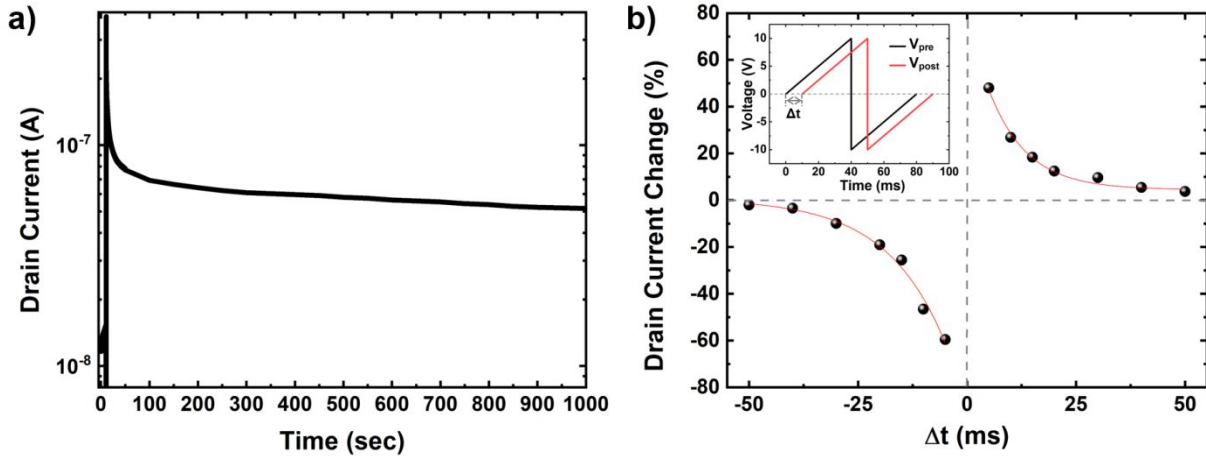 a)
Drain Current (A)
10⁻⁷
10⁻⁸
0 100 200 300 400 500 600 700 800 900 1000
Time (sec)
b)
Drain Current Change (%)
80
60
40
20
0
-20
-40
-60
-80
-50 -25 0 25 50
Δt (ms)
Voltage (V)
10
5
0
-5
-10
V_pre
V_post
Δt
0 20 40 60 80 100
Time (ms)